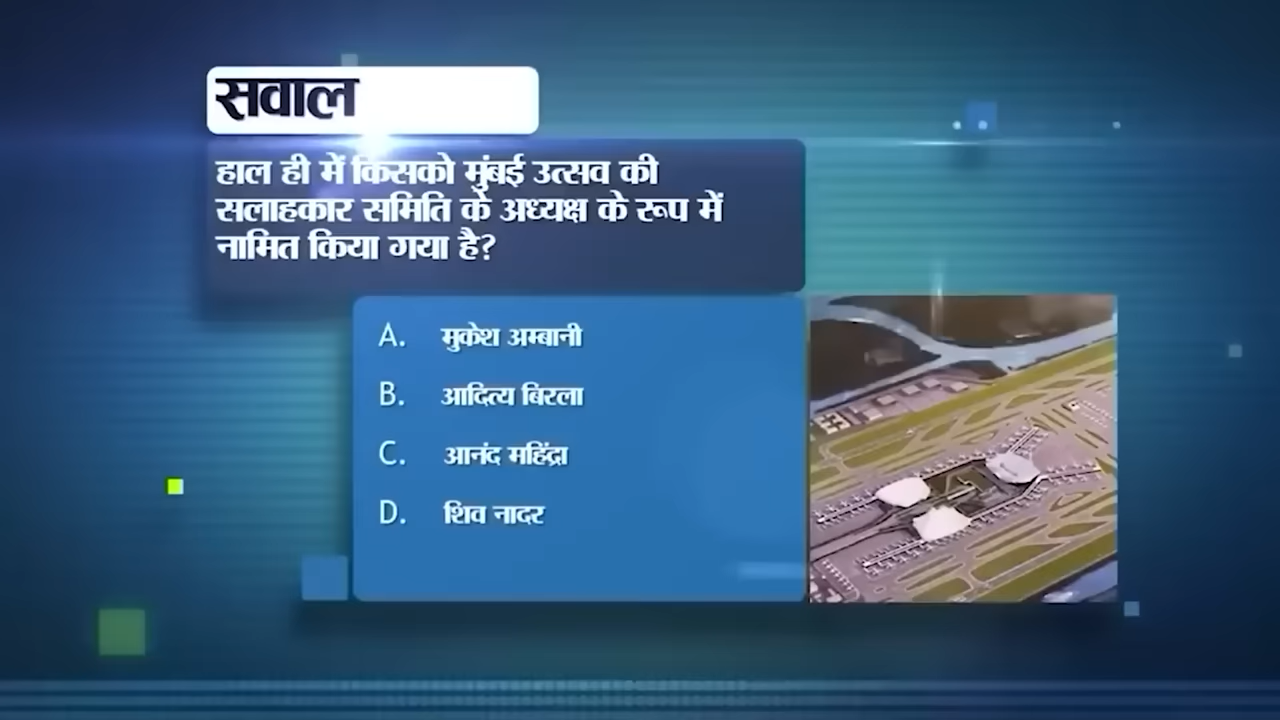 सवाल
हाल ही में किसको मुंबई उत्सव की
सलाहकार समिति के अध्यक्ष के रूप में
नामित किया गया है?
A. मुकेश अम्बानी
B. आदित्य बिरला
C. आनंद महिंद्रा
D. शिव नादर